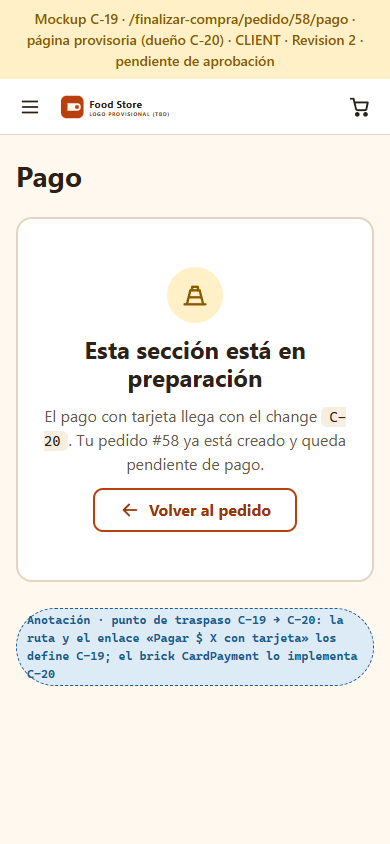 Mockup C-19 · /finalizar-compra/pedido/58/pago ·
página provisoria (dueño C-20) · CLIENT · Revision 2 ·
pendiente de aprobación
Food Store
LOGO PROVISIONAL (TBD)
Pago
Esta sección está en
preparación
El pago con tarjeta llega con el change C-
20 . Tu pedido #58 ya está creado y queda
pendiente de pago.
← Volver al pedido
Anotación · punto de traspaso C-19 → C-20: la
ruta y el enlace «Pagar $ X con tarjeta» los
define C-19; el brick CardPayment lo implementa
C-20